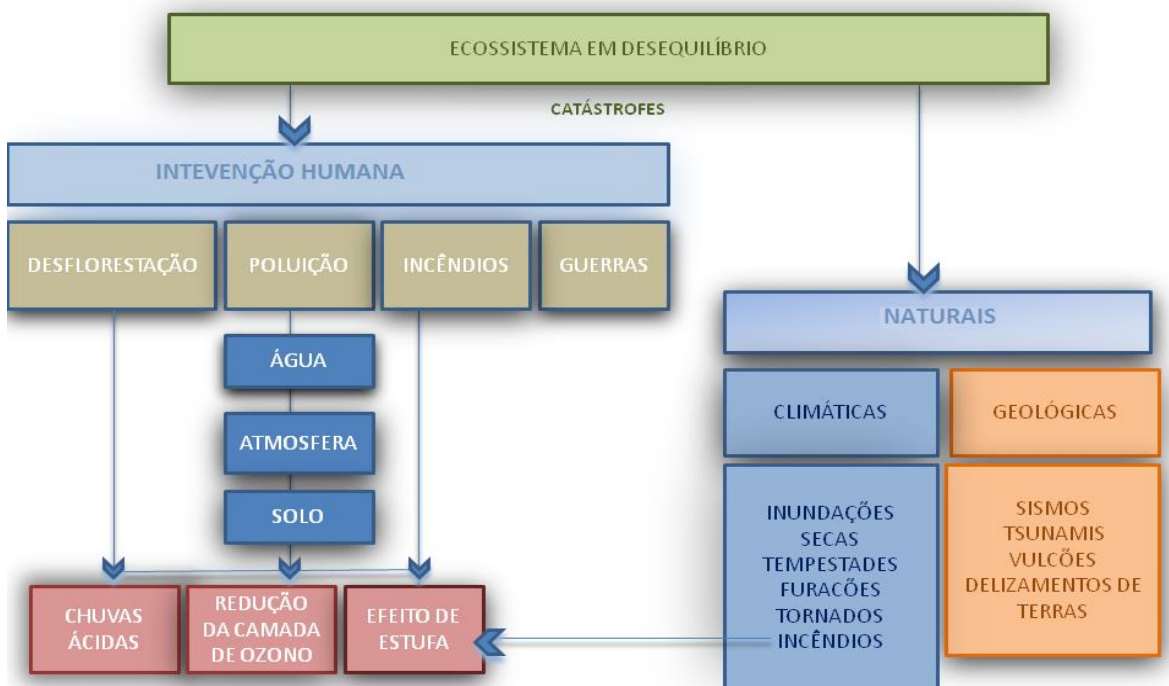 ECOSSISTEMA EM DESEQUILÍBRIO
CATÁSTROFES
INTEVENÇÃO HUMANA
DESFLORESTAÇÃO
POLUIÇÃO
INCÊNDIOS
GUERRAS
ÁGUA
ATMOSFERA
SOLO
CHUVAS
ÁCIDAS
REDUÇÃO
DA CAMADA
DE OZONO
EFEITO DE
ESTUFA
NATURAIS
CLIMÁTICAS
INUNDAÇÕES
SECAS
TEMPESTADES
FURACÕES
TORNADOS
INCÊNDIOS
GEOLÓGICAS
SISMOS
TSUNAMIS
VULCÕES
DELIZAMENTOS DE
TERRAS